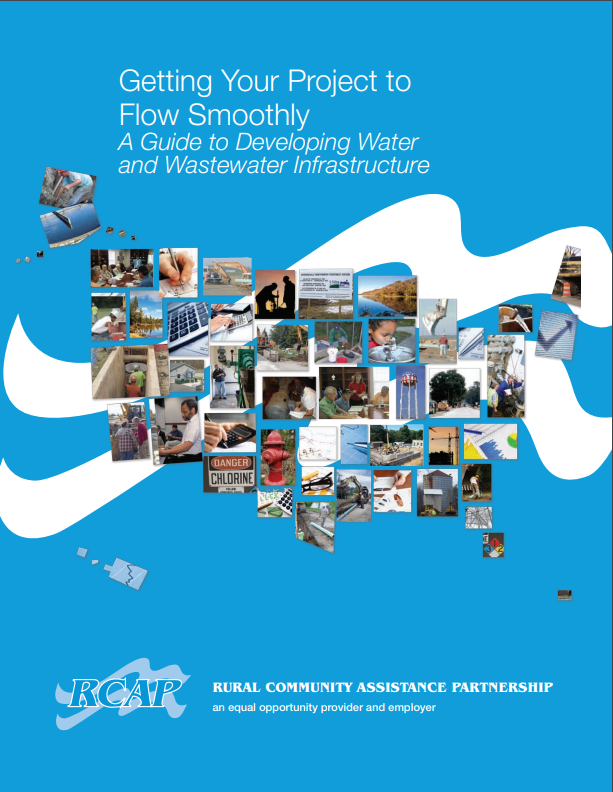 Getting Your Project to
Flow Smoothly
A Guide to Developing Water
and Wastewater Infrastructure
DANGER
CHLORINE
RCAP
RURAL COMMUNITY ASSISTANCE PARTNERSHIP
an equal opportunity provider and employer